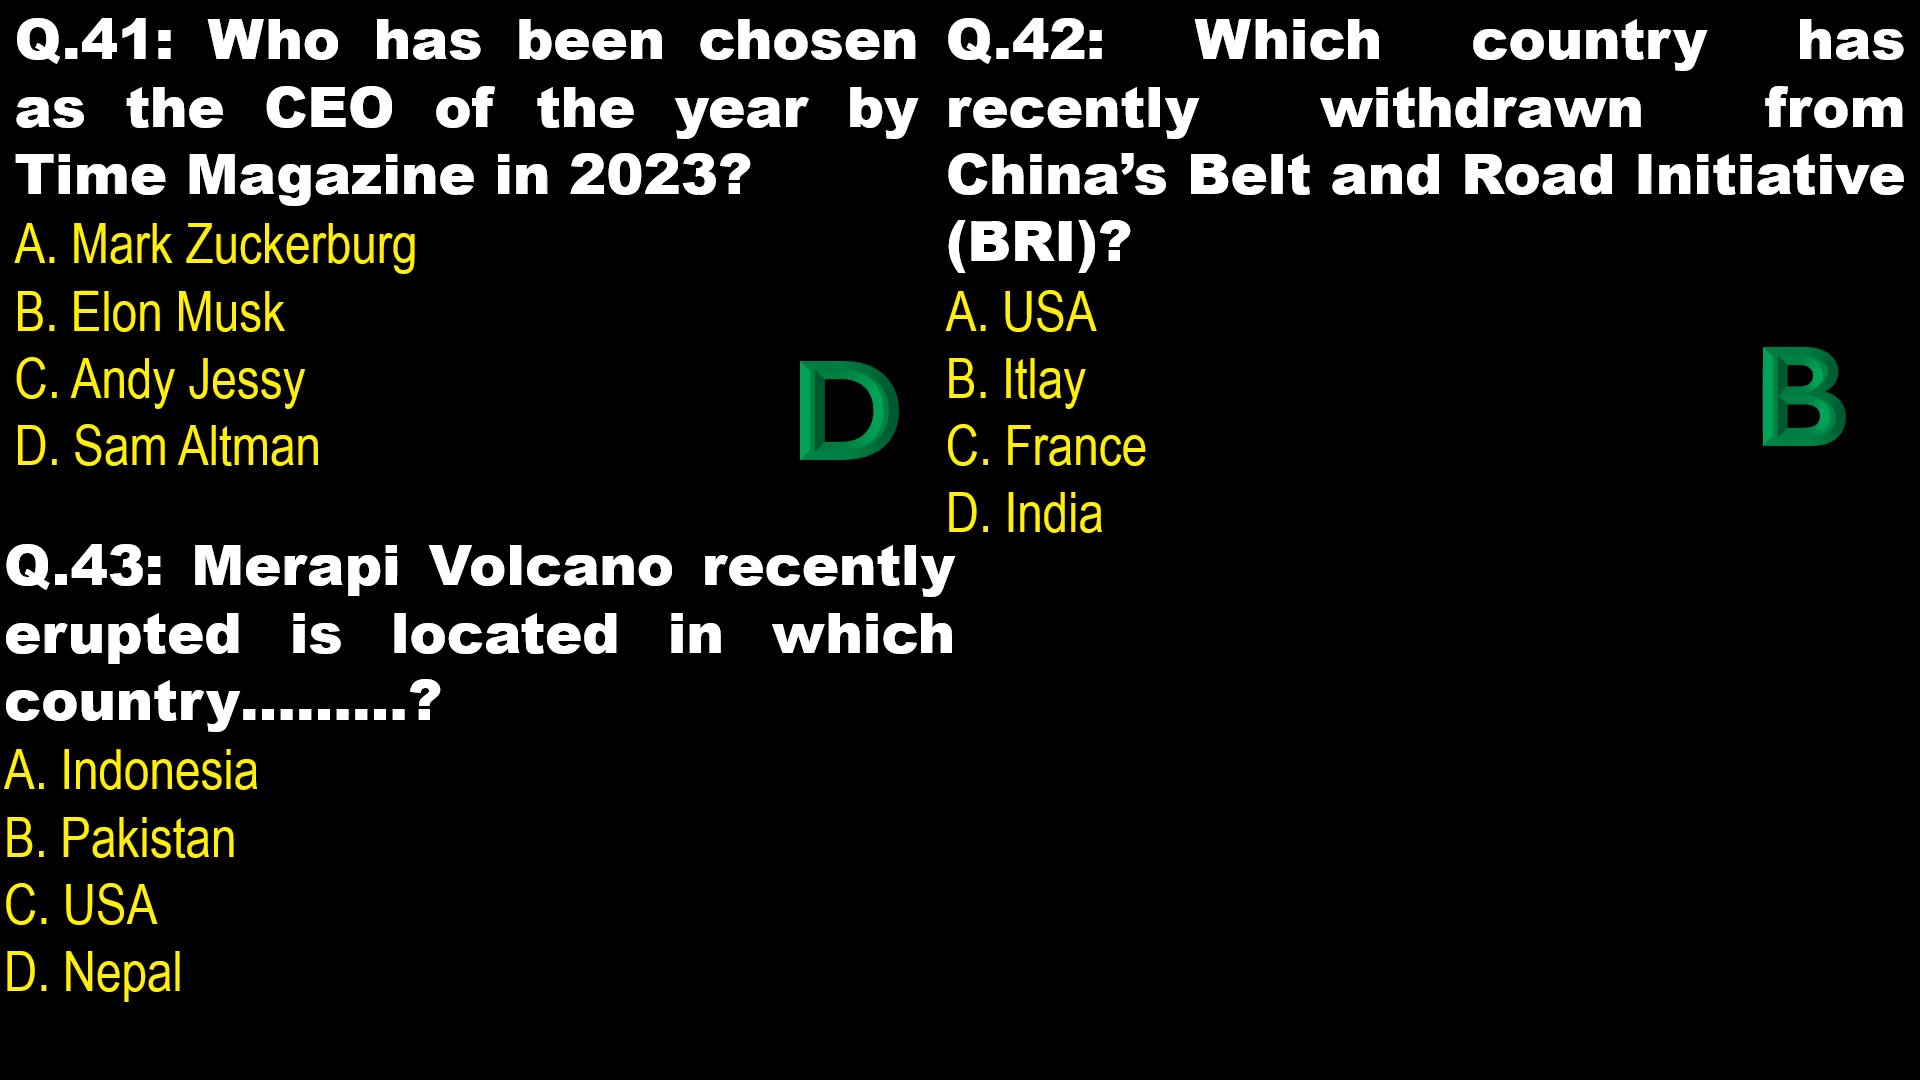 Q.41: Who has been chosen
as the CEO of the year by
Time Magazine in 2023?
A. Mark Zuckerburg
B. Elon Musk
C. Andy Jessy
D. Sam Altman
D
Q.42: Which country has
recently withdrawn from
China’s Belt and Road Initiative
(BRI)?
A. USA
B. Itlay
C. France
D. India
B
Q.43: Merapi Volcano recently
erupted is located in which
country………?
A. Indonesia
B. Pakistan
C. USA
D. Nepal